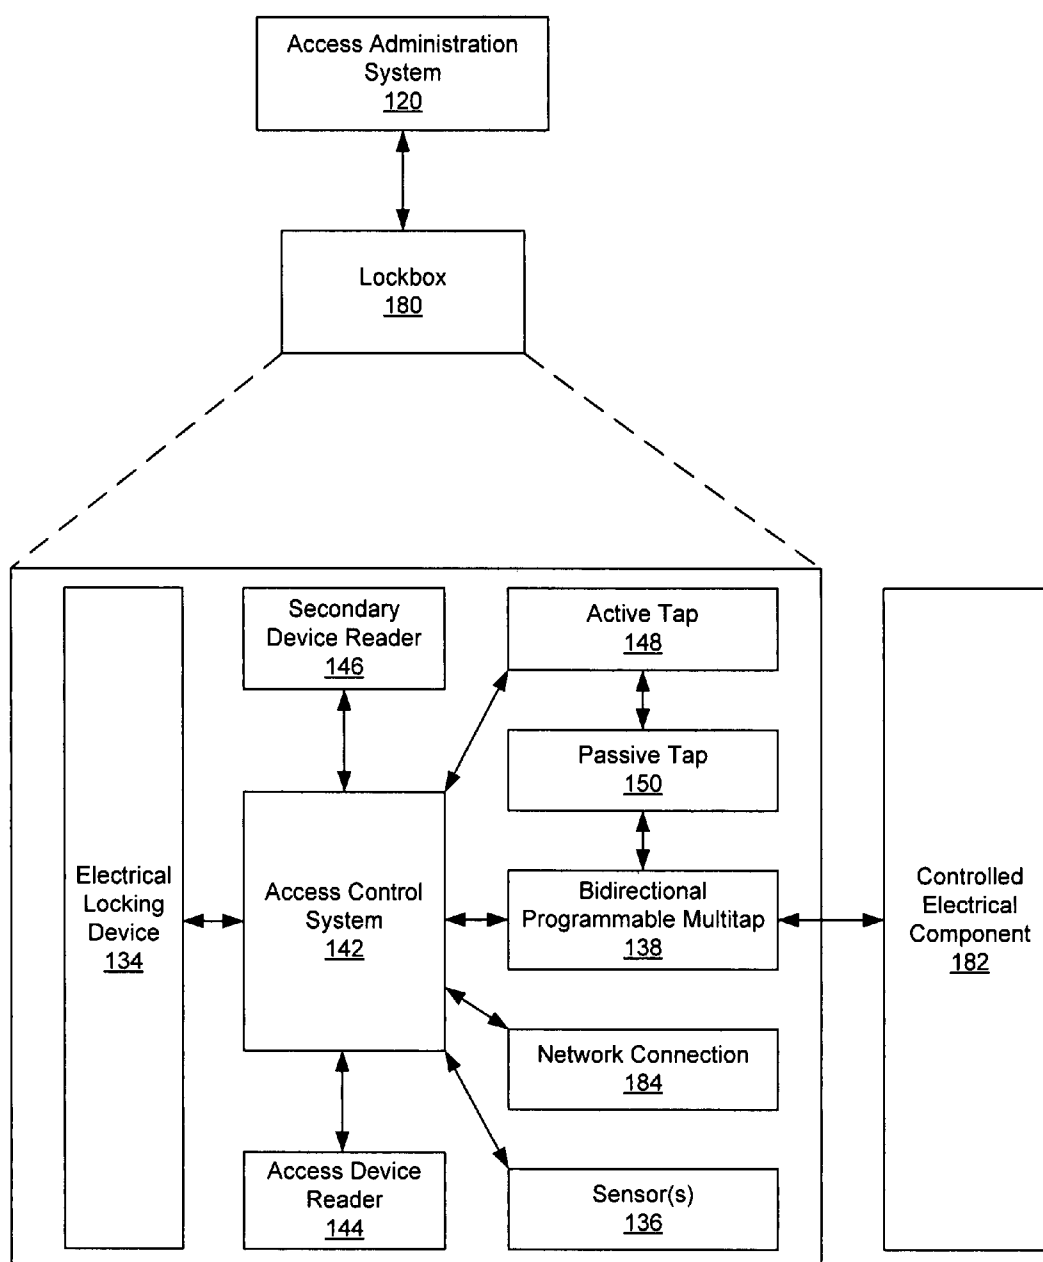 Access Administration
System
120
Lockbox
180
Electrical
Locking
Device
134
Secondary
Device Reader
146
Access Control
System
142
Access Device
Reader
144
Active Tap
148
Passive Tap
150
Bidirectional
Programmable Multitap
138
Network Connection
184
Sensor(s)
136
Controlled
Electrical
Component
182